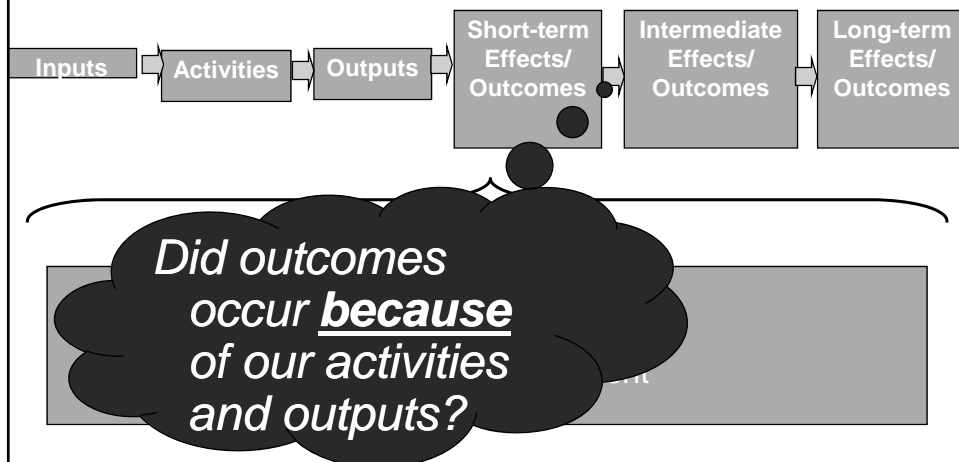 Inputs
Activities
Outputs
Short-term
Effects/
Outcomes
Intermediate
Effects/
Outcomes
Long-term
Effects/
Outcomes
Did outcomes
occur because
of our activities
and outputs?